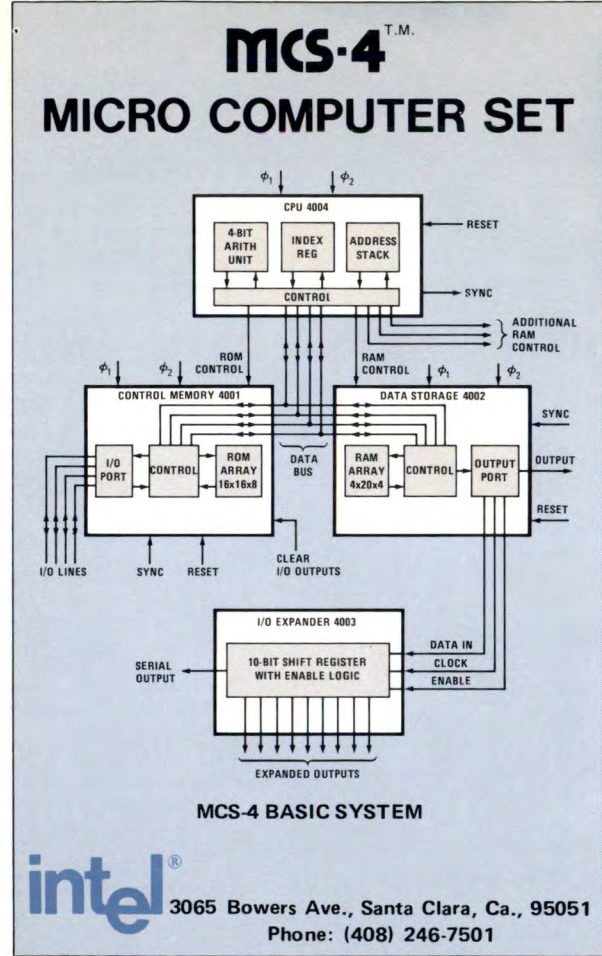 MCS-4 T.M.
MICRO COMPUTER SET
ϕ1 ϕ2
CPU 4004
4-BIT ARITH UNIT
INDEX REG
ADDRESS STACK
CONTROL
RESET
SYNC
ADDITIONAL RAM CONTROL
ROM CONTROL
RAM CONTROL
ϕ1 ϕ2
CONTROL MEMORY 4001
I/O PORT
CONTROL
ROM ARRAY 16x16x8
DATA BUS
I/O LINES
SYNC
RESET
CLEAR I/O OUTPUTS
ϕ1 ϕ2
DATA STORAGE 4002
RAM ARRAY 4x20x4
CONTROL
OUTPUT PORT
SYNC
OUTPUT
RESET
I/O EXPANDER 4003
10-BIT SHIFT REGISTER
WITH ENABLE LOGIC
SERIAL OUTPUT
DATA IN
CLOCK
ENABLE
EXPANDED OUTPUTS
MCS-4 BASIC SYSTEM
intel®
3065 Bowers Ave., Santa Clara, Ca., 95051
Phone: (408) 246-7501